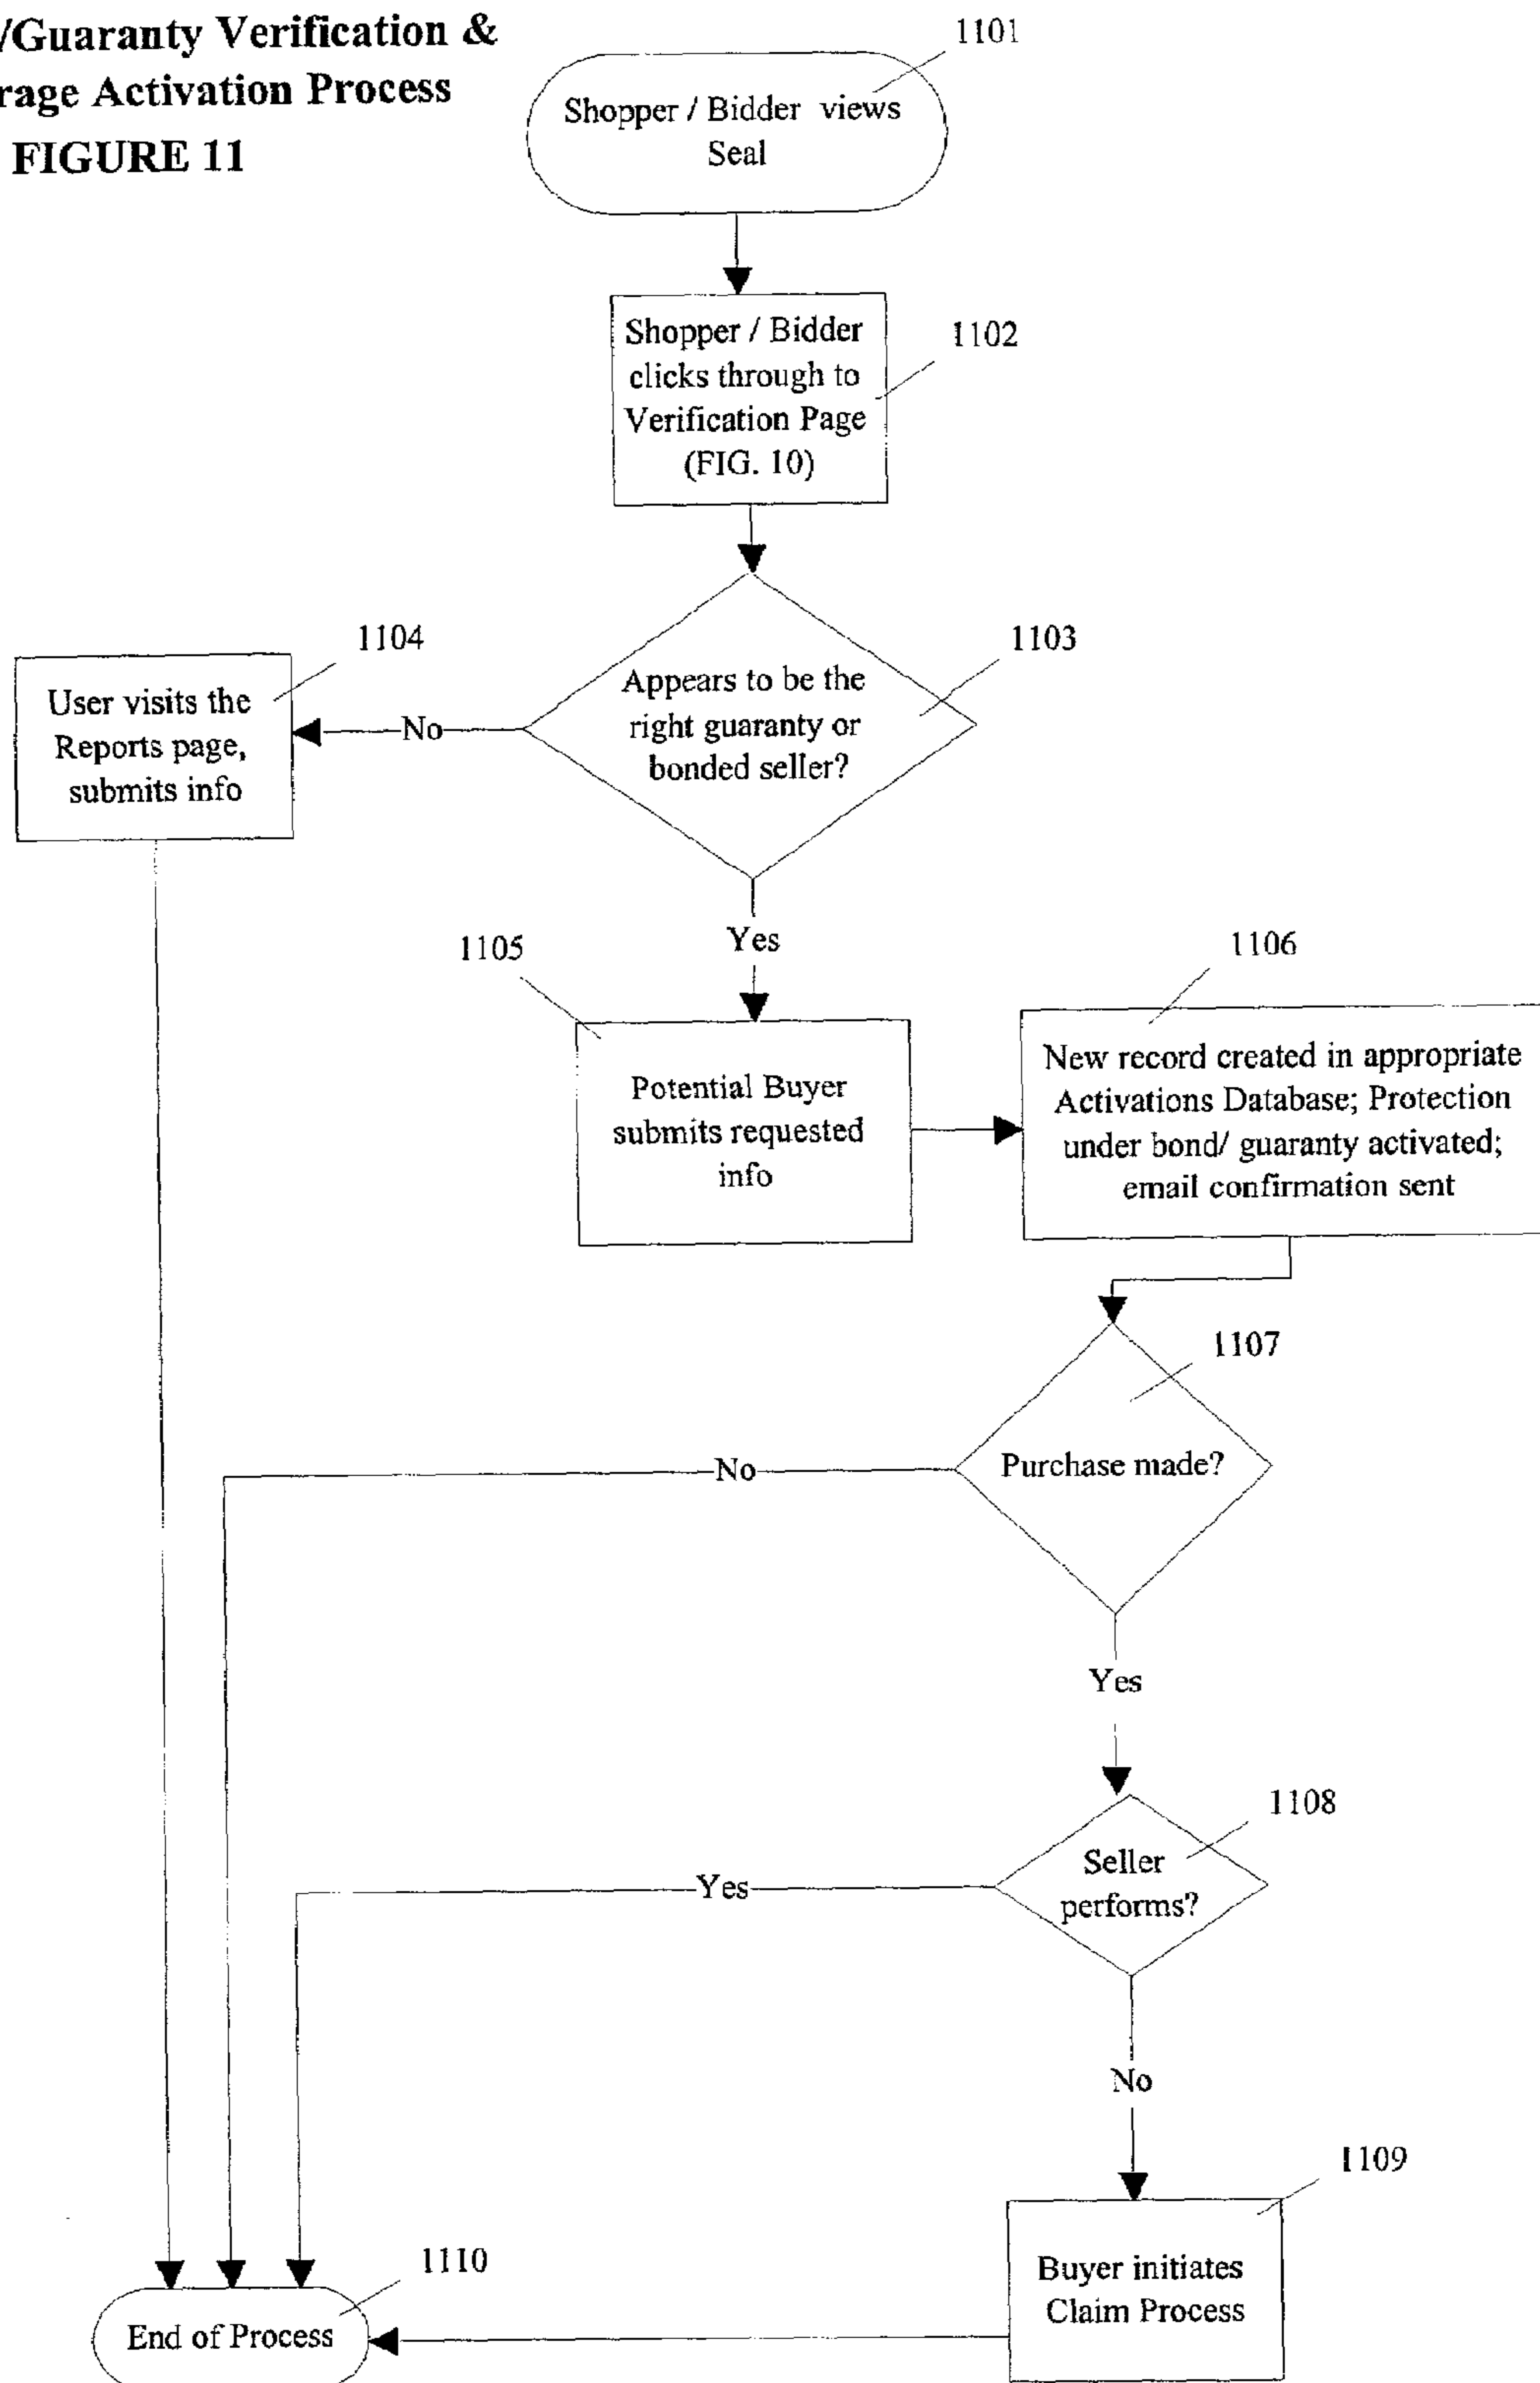 /Guaranty Verification &
rage Activation Process
FIGURE 11
1101
Shopper / Bidder views
Seal
1102
Shopper / Bidder
clicks through to
Verification Page
(FIG. 10)
1103
Appears to be the
right guaranty or
bonded seller?
No
1104
User visits the
Reports page,
submits info
Yes
1105
Potential Buyer
submits requested
info
1106
New record created in appropriate
Activations Database; Protection
under bond/ guaranty activated;
email confirmation sent
1107
Purchase made?
No
Yes
1108
Seller
performs?
Yes
No
1109
Buyer initiates
Claim Process
1110
End of Process